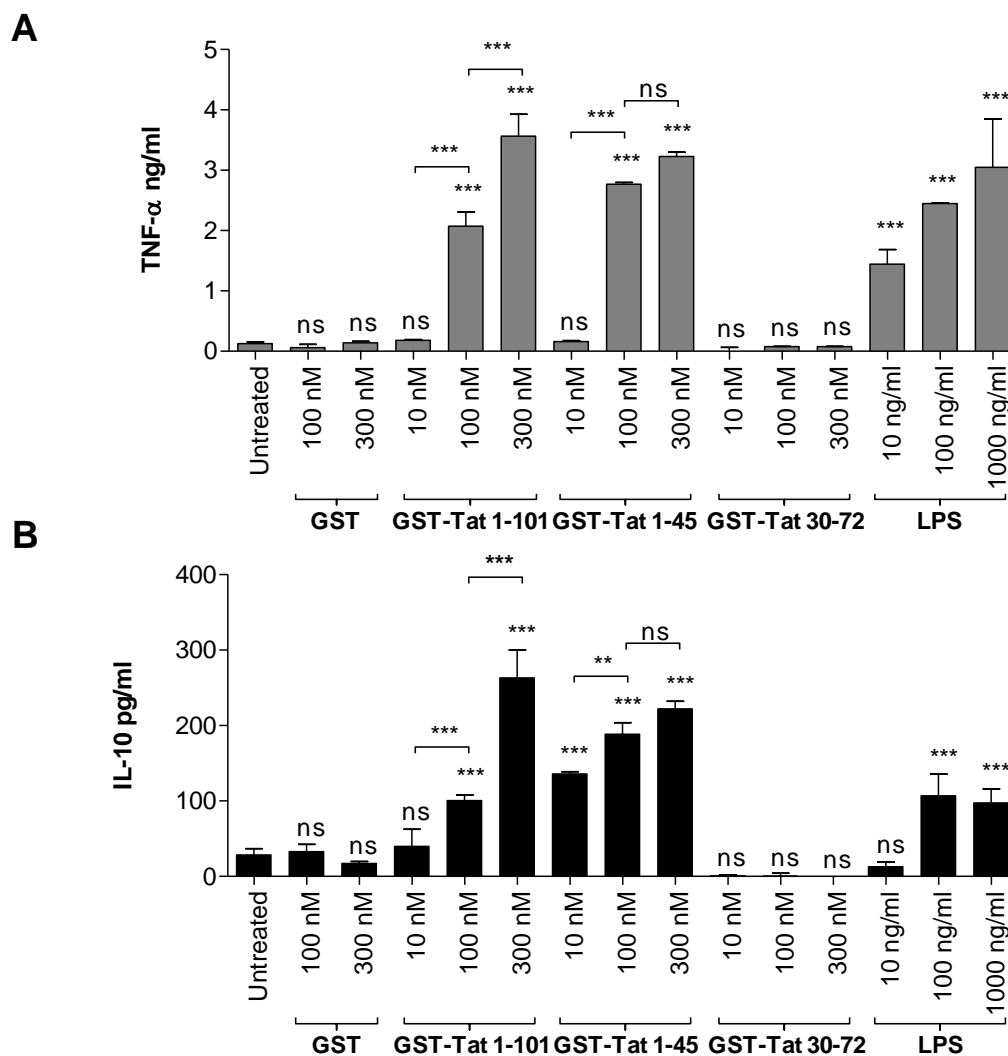 A
TNF-α ng/ml
5
4
3
2
1
0
***
***
ns
***
***
***
***
***
***
***
***
***
ns
ns
ns
ns
ns
ns
ns
Untreated
100 nM
300 nM
10 nM
100 nM
300 nM
10 nM
100 nM
300 nM
10 nM
100 nM
300 nM
10 ng/ml
100 ng/ml
1000 ng/ml
GST
GST-Tat 1-101
GST-Tat 1-45
GST-Tat 30-72
LPS
B
IL-10 pg/ml
400
300
200
100
0
***
***
ns
**
***
***
***
***
***
***
***
ns
ns
ns
ns
ns
ns
ns
Untreated
100 nM
300 nM
10 nM
100 nM
300 nM
10 nM
100 nM
300 nM
10 nM
100 nM
300 nM
10 ng/ml
100 ng/ml
1000 ng/ml
GST
GST-Tat 1-101
GST-Tat 1-45
GST-Tat 30-72
LPS